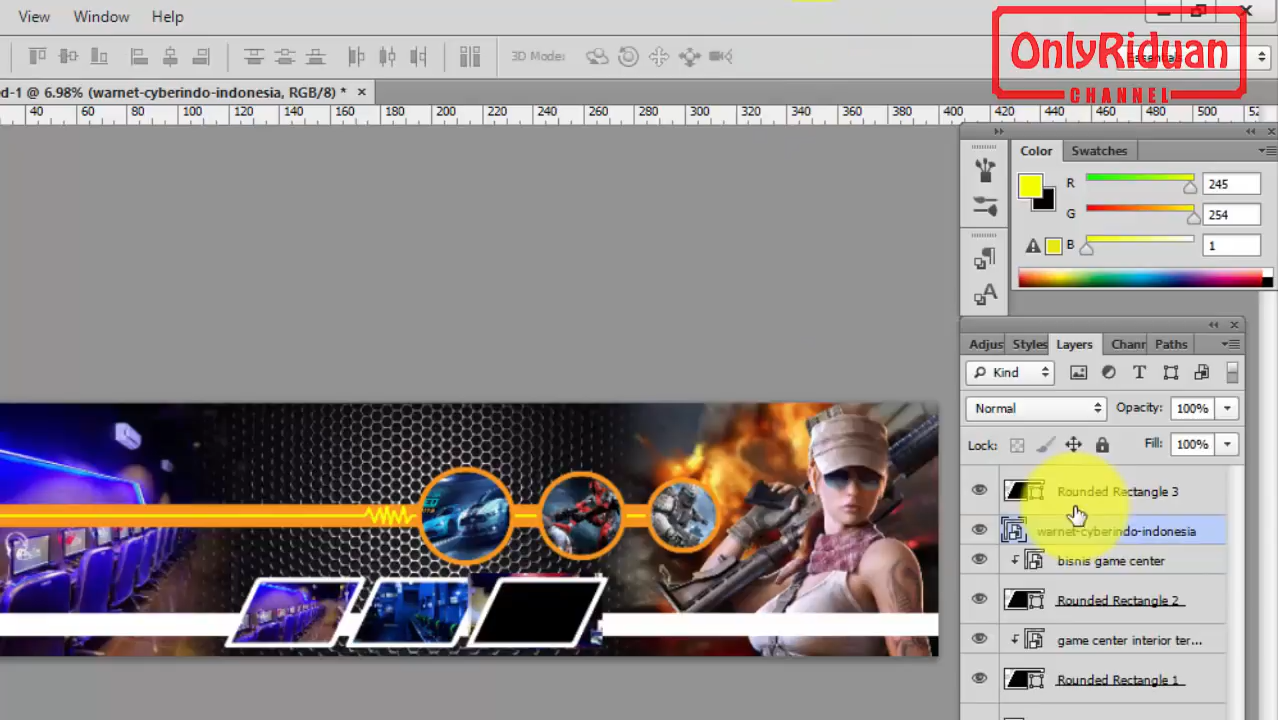 View Window Help
OnlyRiduan
CHANNEL
3D Mode:
d-1 @ 6.98% (warnet-cyberindo-indonesia, RGB/8) * ×
40 60 80 100 120 140 160 180 200 220 240 260 280 300 320 340 360 380 400 420 440 460 480 500 52
Color Swatches
R 245
G 254
B 1
Adjus Styles Layers Chann Paths
Kind
Normal Opacity: 100%
Lock: Fill: 100%
Rounded Rectangle 3
warnet-cyberindo-indonesia
bisnis game center
Rounded Rectangle 2
game center interior ter...
Rounded Rectangle 1